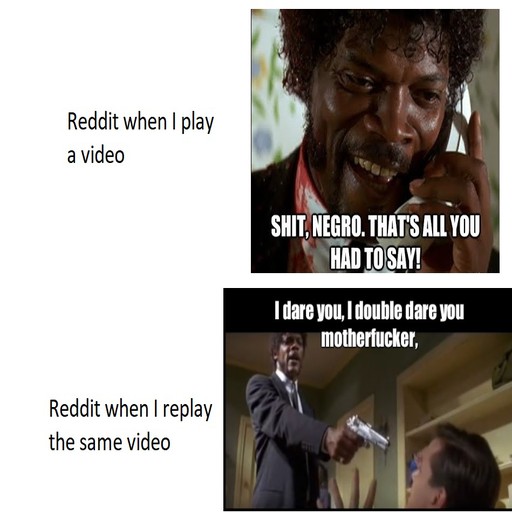 Reddit when I play
a video
SHIT, NEGRO. THAT'S ALL YOU
HAD TO SAY!
I dare you, I double dare you
motherfucker,
Reddit when I replay
the same video